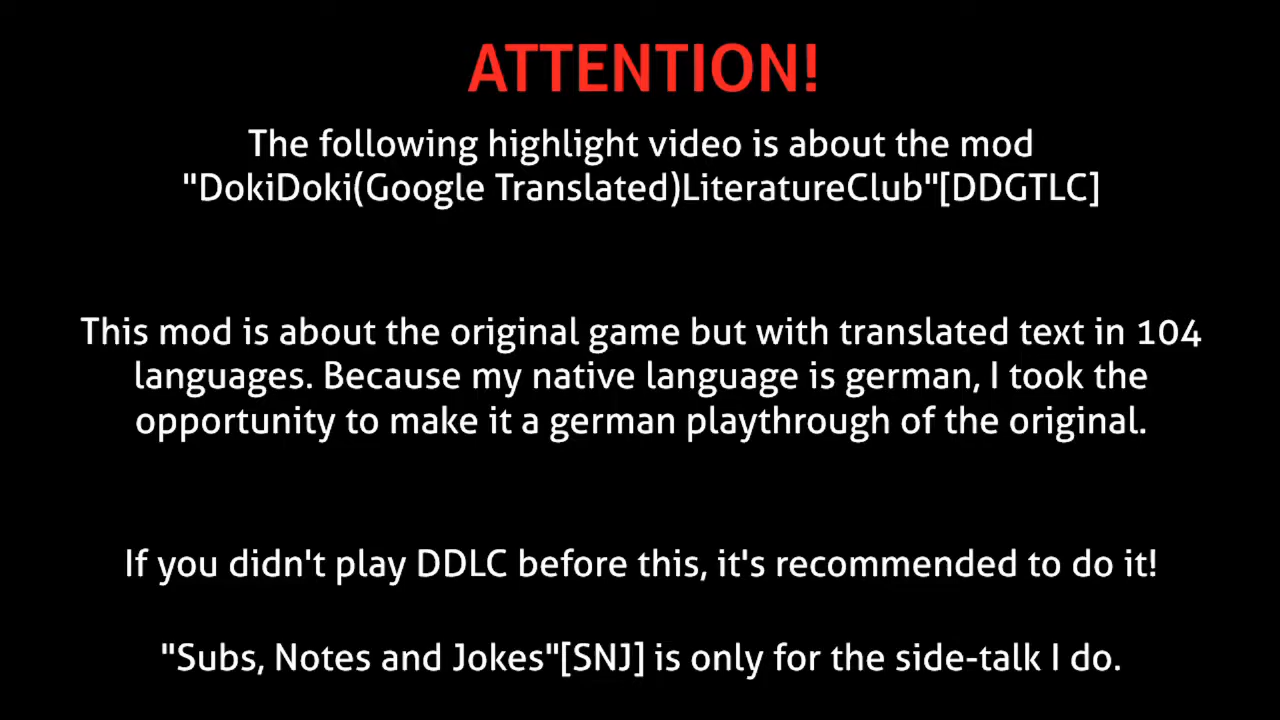 ATTENTION!
The following highlight video is about the mod
"DokiDoki(Google Translated)LiteratureClub"[DDGTLC]
This mod is about the original game but with translated text in 104
languages. Because my native language is german, I took the
opportunity to make it a german playthrough of the original.
If you didn't play DDLC before this, it's recommended to do it!
"Subs, Notes and Jokes"[SNJ] is only for the side-talk I do.